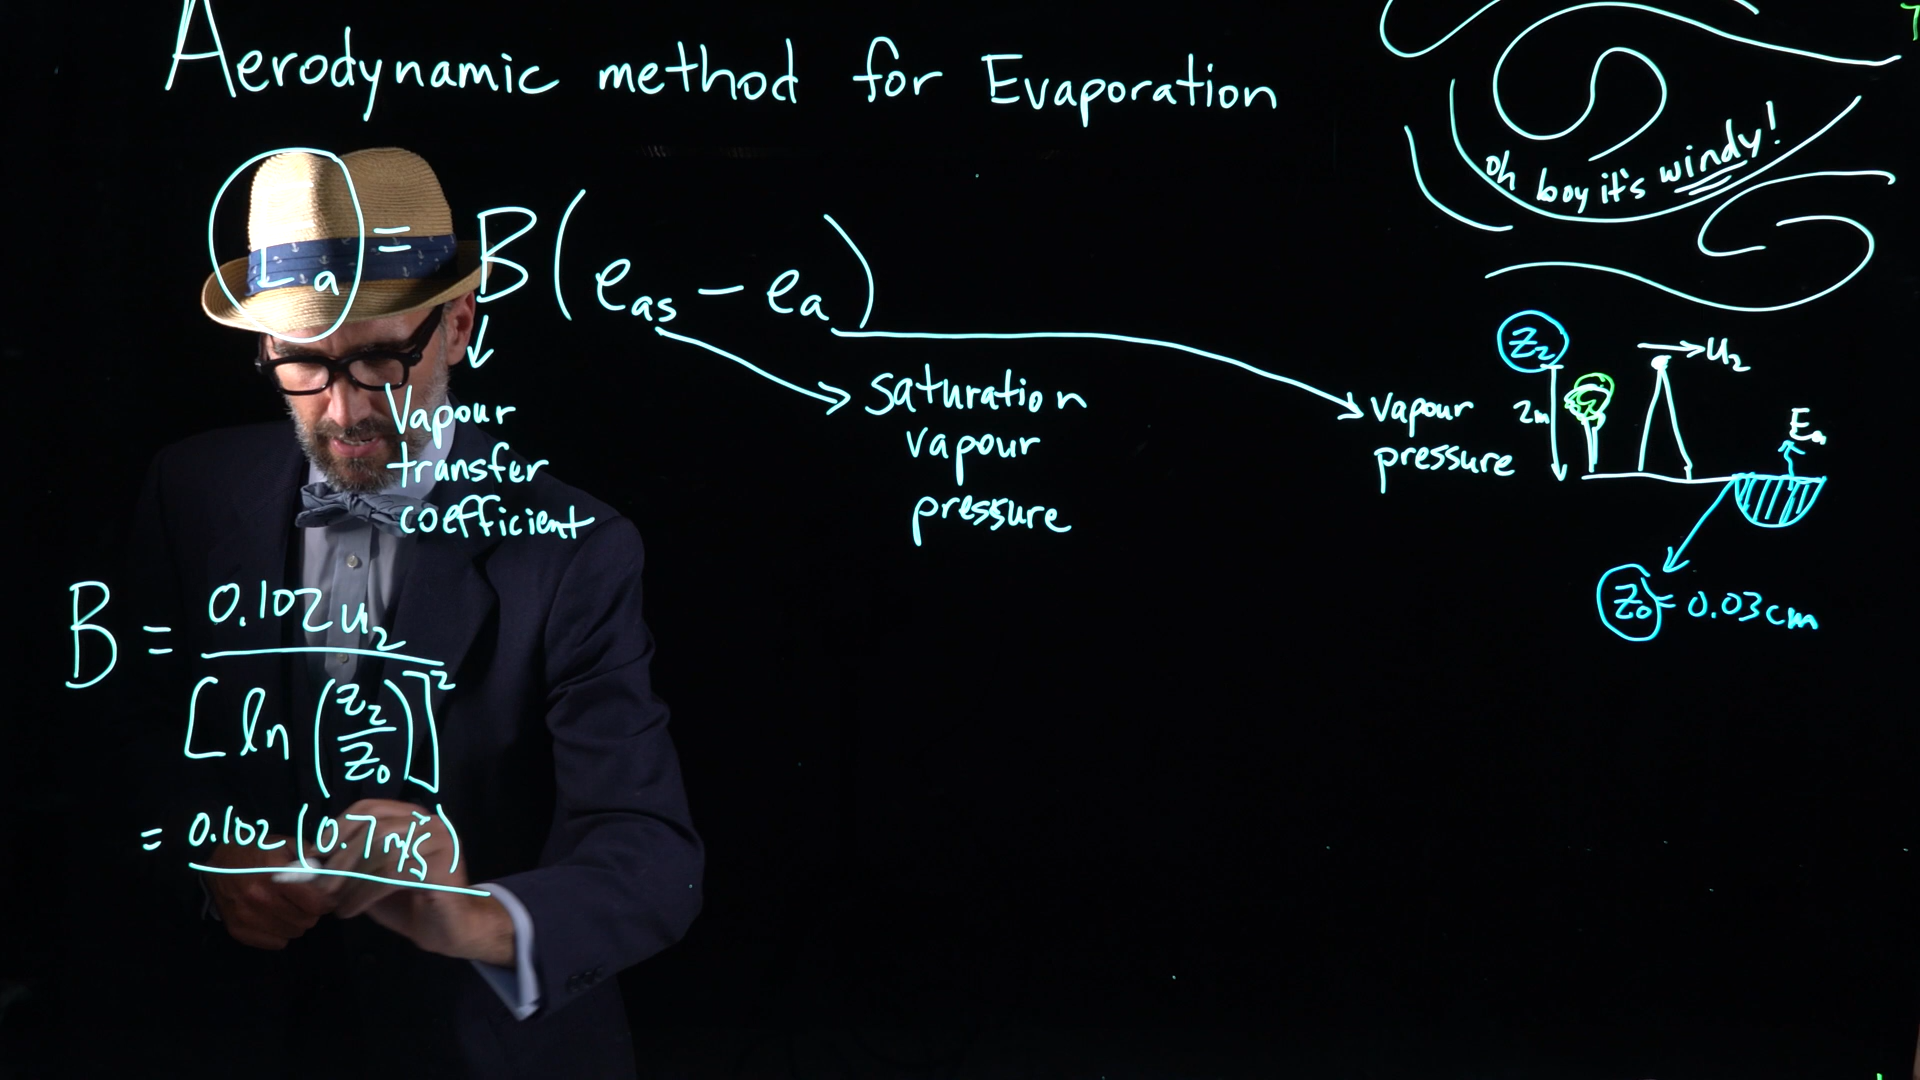 Aerodynamic method for Evaporation
oh boy it's windy!
Ea = B (eas - ea)
Vapour
transfer
coefficient
saturation
vapour
pressure
vapour
pressure
z2
2m
u2
Ea
z0 = 0.03cm
B = 0.102 u2
[ln (z2/z0)]²
= 0.102 (0.7 m/s)